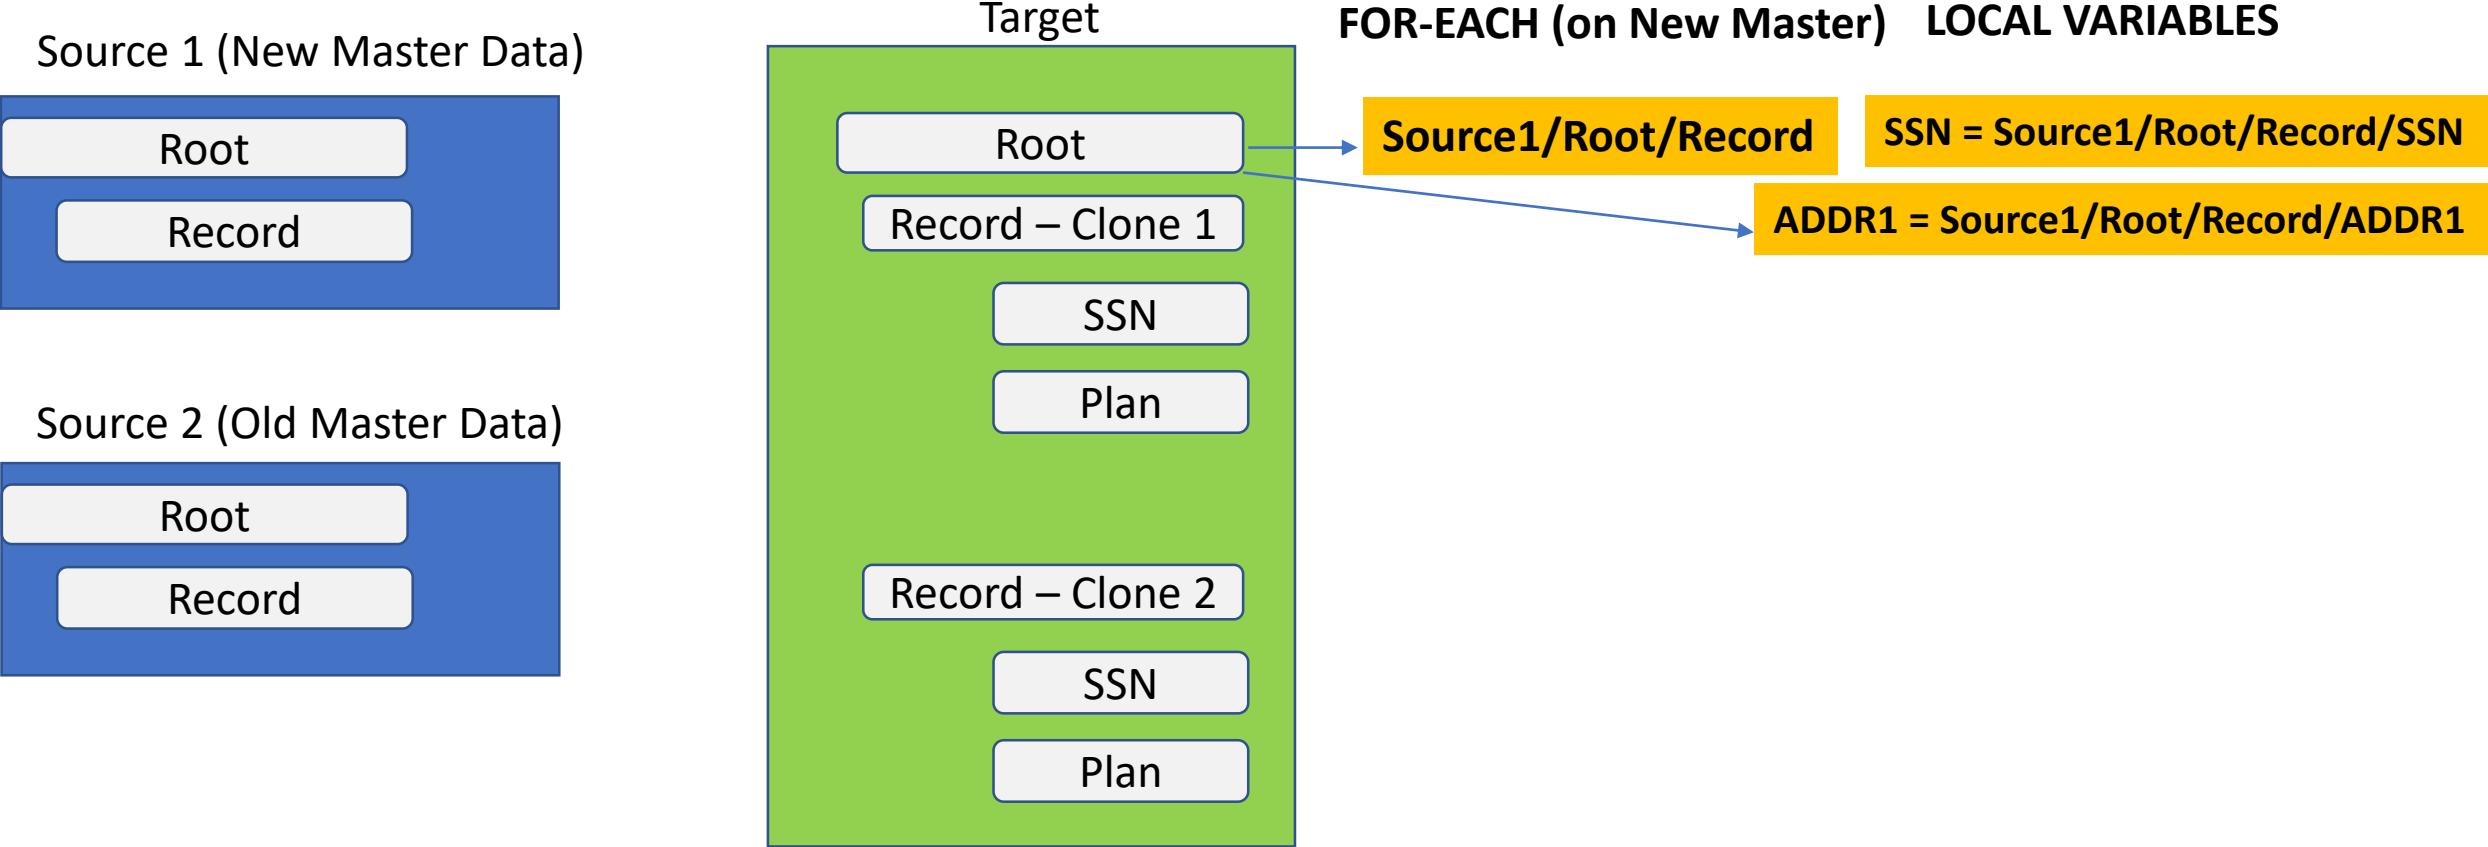 Source 1 (New Master Data)
Root
Record
Source 2 (Old Master Data)
Root
Record
Target
Root
Record – Clone 1
SSN
Plan
Record – Clone 2
SSN
Plan
FOR-EACH (on New Master)
Source1/Root/Record
LOCAL VARIABLES
SSN = Source1/Root/Record/SSN
ADDR1 = Source1/Root/Record/ADDR1